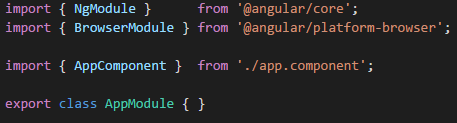 import { NgModule }      from '@angular/core';
import { BrowserModule } from '@angular/platform-browser';
import { AppComponent }  from './app.component';
export class AppModule { }